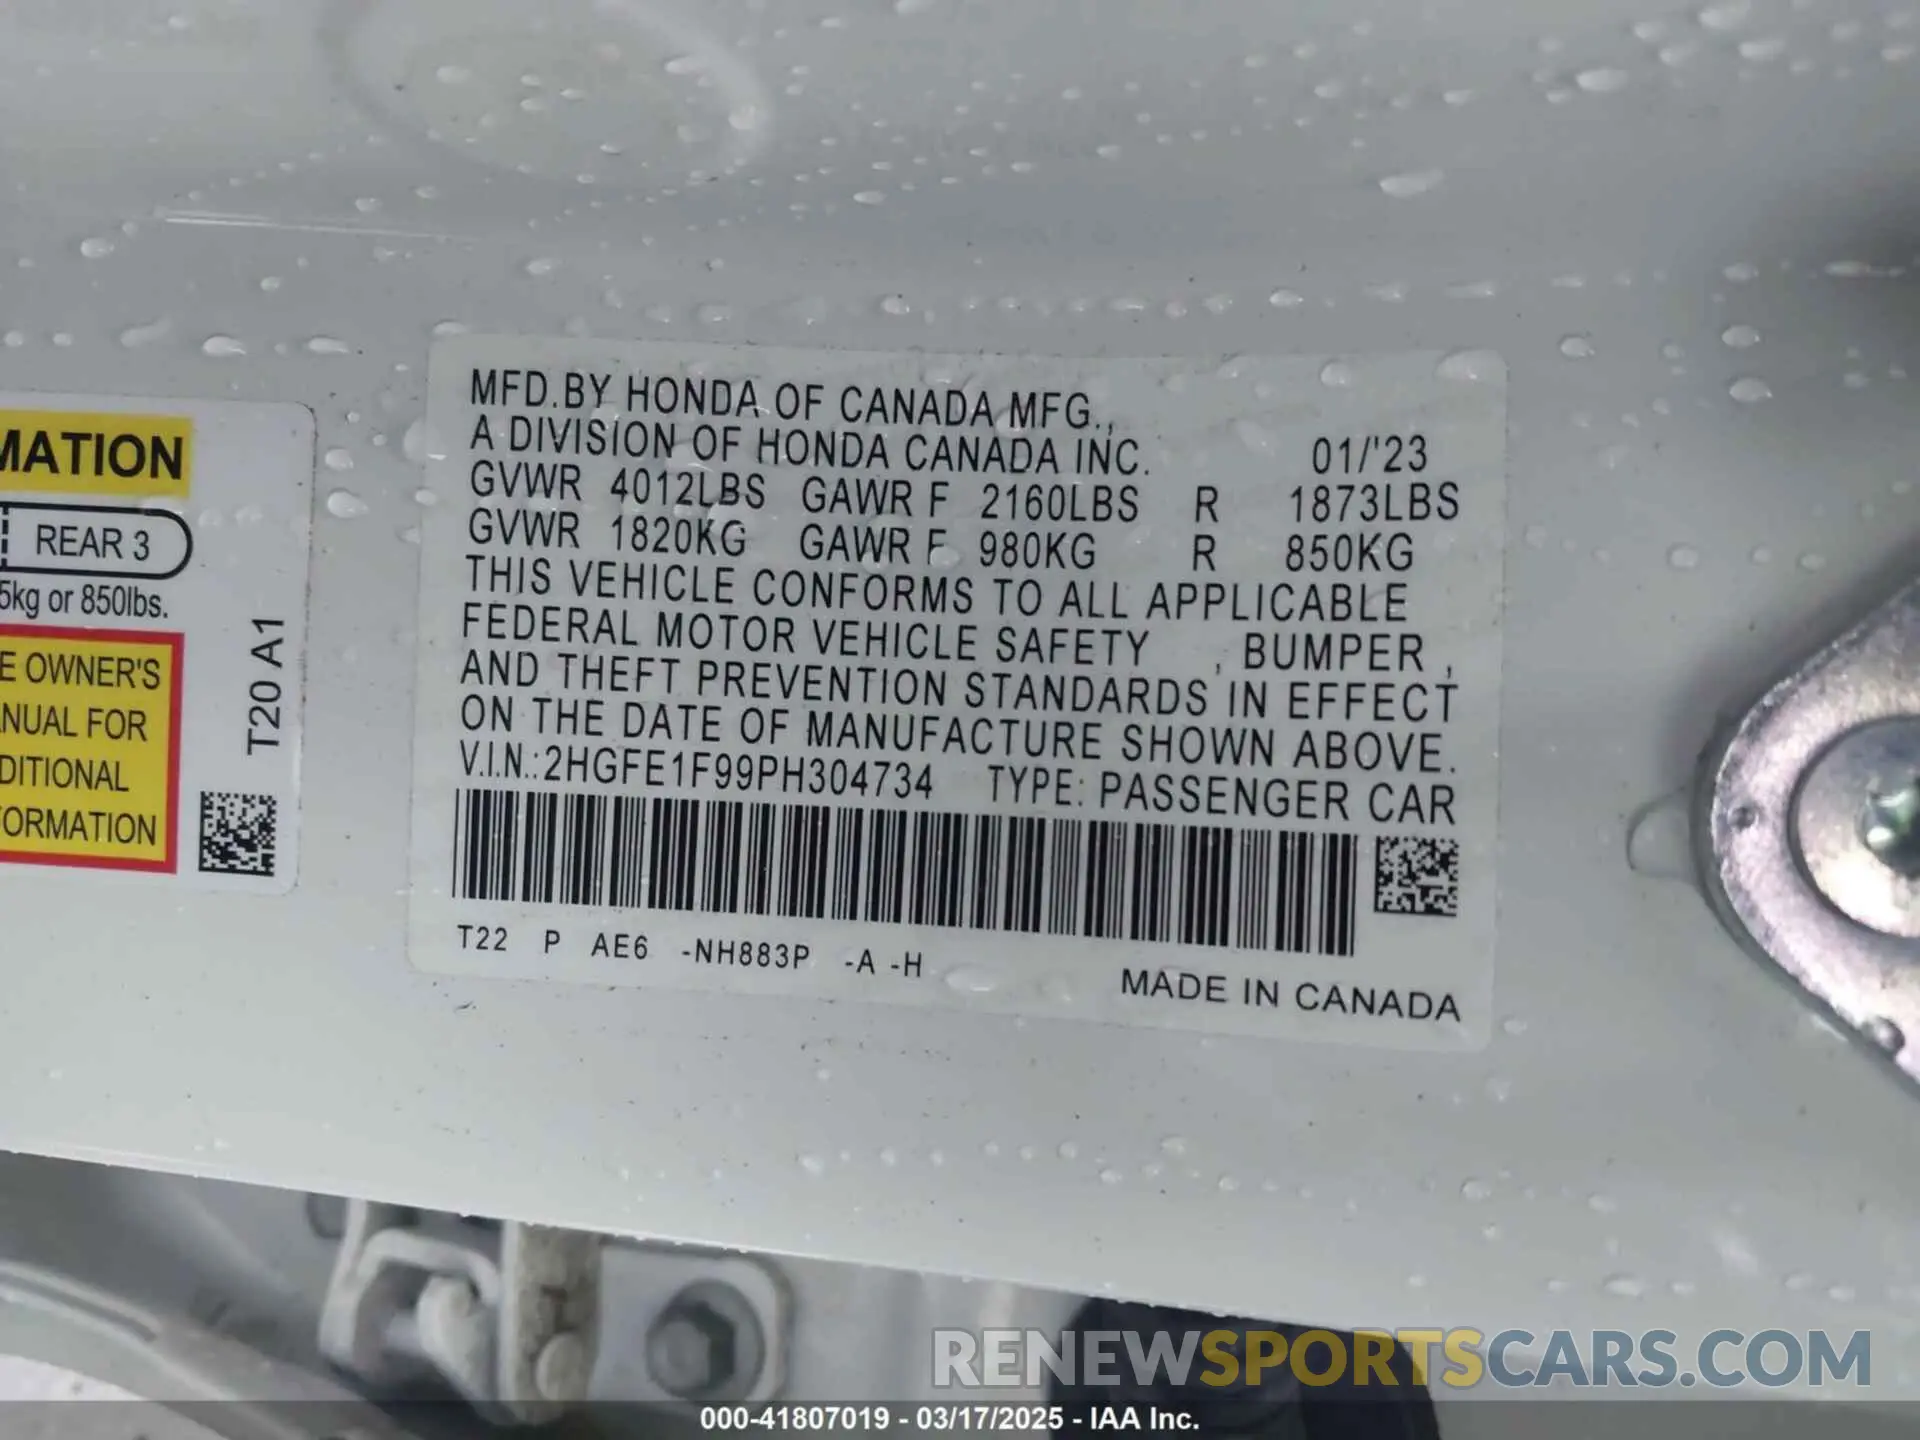 MATION
REAR 3
5kg or 850lbs.
E OWNER'S
NUAL FOR
DITIONAL
FORMATION
T20 A1
MFD.BY HONDA OF CANADA MFG.,
A DIVISION OF HONDA CANADA INC. 01/'23
GVWR 4012LBS GAWR F 2160LBS R 1873LBS
GVWR 1820KG GAWR F 980KG R 850KG
THIS VEHICLE CONFORMS TO ALL APPLICABLE
FEDERAL MOTOR VEHICLE SAFETY , BUMPER ,
AND THEFT PREVENTION STANDARDS IN EFFECT
ON THE DATE OF MANUFACTURE SHOWN ABOVE.
V.I.N.:2HGFE1F99PH304734 TYPE: PASSENGER CAR
T22 P AE6 -NH883P -A -H
MADE IN CANADA
RENEWSPORTSCARS.COM
000-41807019 - 03/17/2025 - IAA Inc.